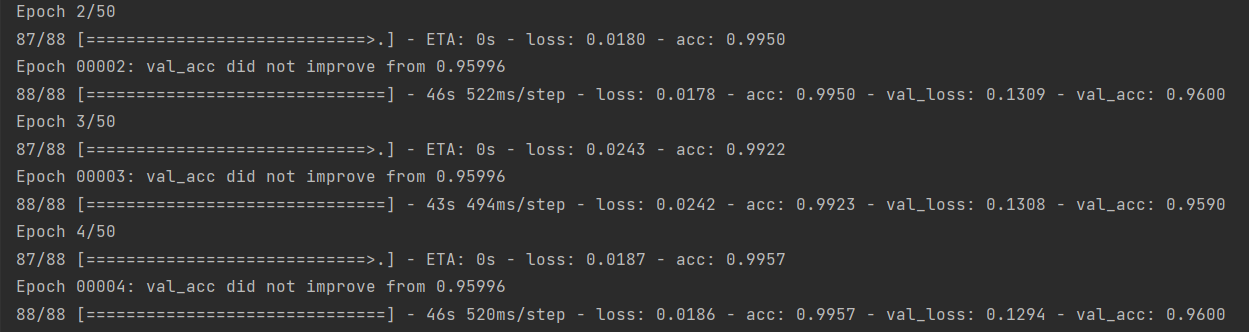 Epoch 2/50
87/88 [=============================>.] - ETA: 0s - loss: 0.0180 - acc: 0.9950
Epoch 00002: val_acc did not improve from 0.95996
88/88 [==============================] - 46s 522ms/step - loss: 0.0178 - acc: 0.9950 - val_loss: 0.1309 - val_acc: 0.9600
Epoch 3/50
87/88 [=============================>.] - ETA: 0s - loss: 0.0243 - acc: 0.9922
Epoch 00003: val_acc did not improve from 0.95996
88/88 [==============================] - 43s 494ms/step - loss: 0.0242 - acc: 0.9923 - val_loss: 0.1308 - val_acc: 0.9590
Epoch 4/50
87/88 [=============================>.] - ETA: 0s - loss: 0.0187 - acc: 0.9957
Epoch 00004: val_acc did not improve from 0.95996
88/88 [==============================] - 46s 520ms/step - loss: 0.0186 - acc: 0.9957 - val_loss: 0.1294 - val_acc: 0.9600